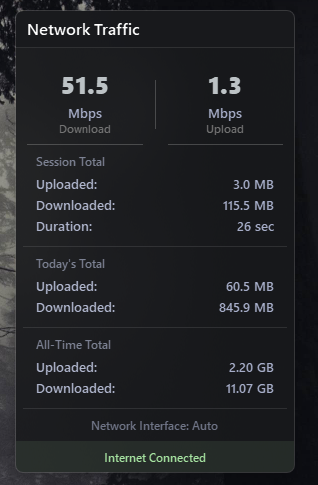 Network Traffic
51.5 1.3
Mbps Mbps
Download Upload
Session Total
Uploaded: 3.0 MB
Downloaded: 115.5 MB
Duration: 26 sec
Today's Total
Uploaded: 60.5 MB
Downloaded: 845.9 MB
All-Time Total
Uploaded: 2.20 GB
Downloaded: 11.07 GB
Network Interface: Auto
Internet Connected